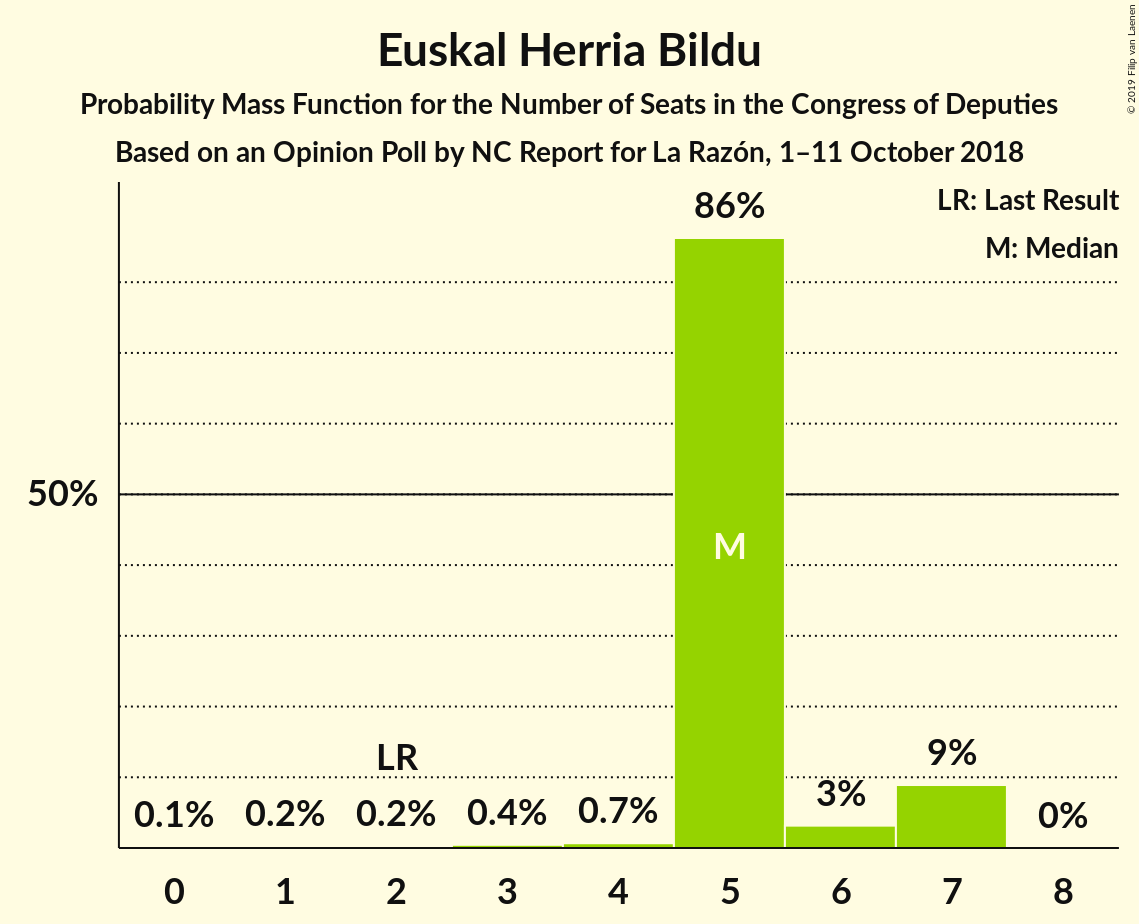 Euskal Herria Bildu
Probability Mass Function for the Number of Seats in the Congress of Deputies
Based on an Opinion Poll by NC Report for La Razón, 1–11 October 2018
© 2019 Filip van Laenen
LR: Last Result
M: Median
86%
50%
M
LR
9%
3%
0.1% 0.2% 0.2% 0.4% 0.7% 0%
0 1 2 3 4 5 6 7 8